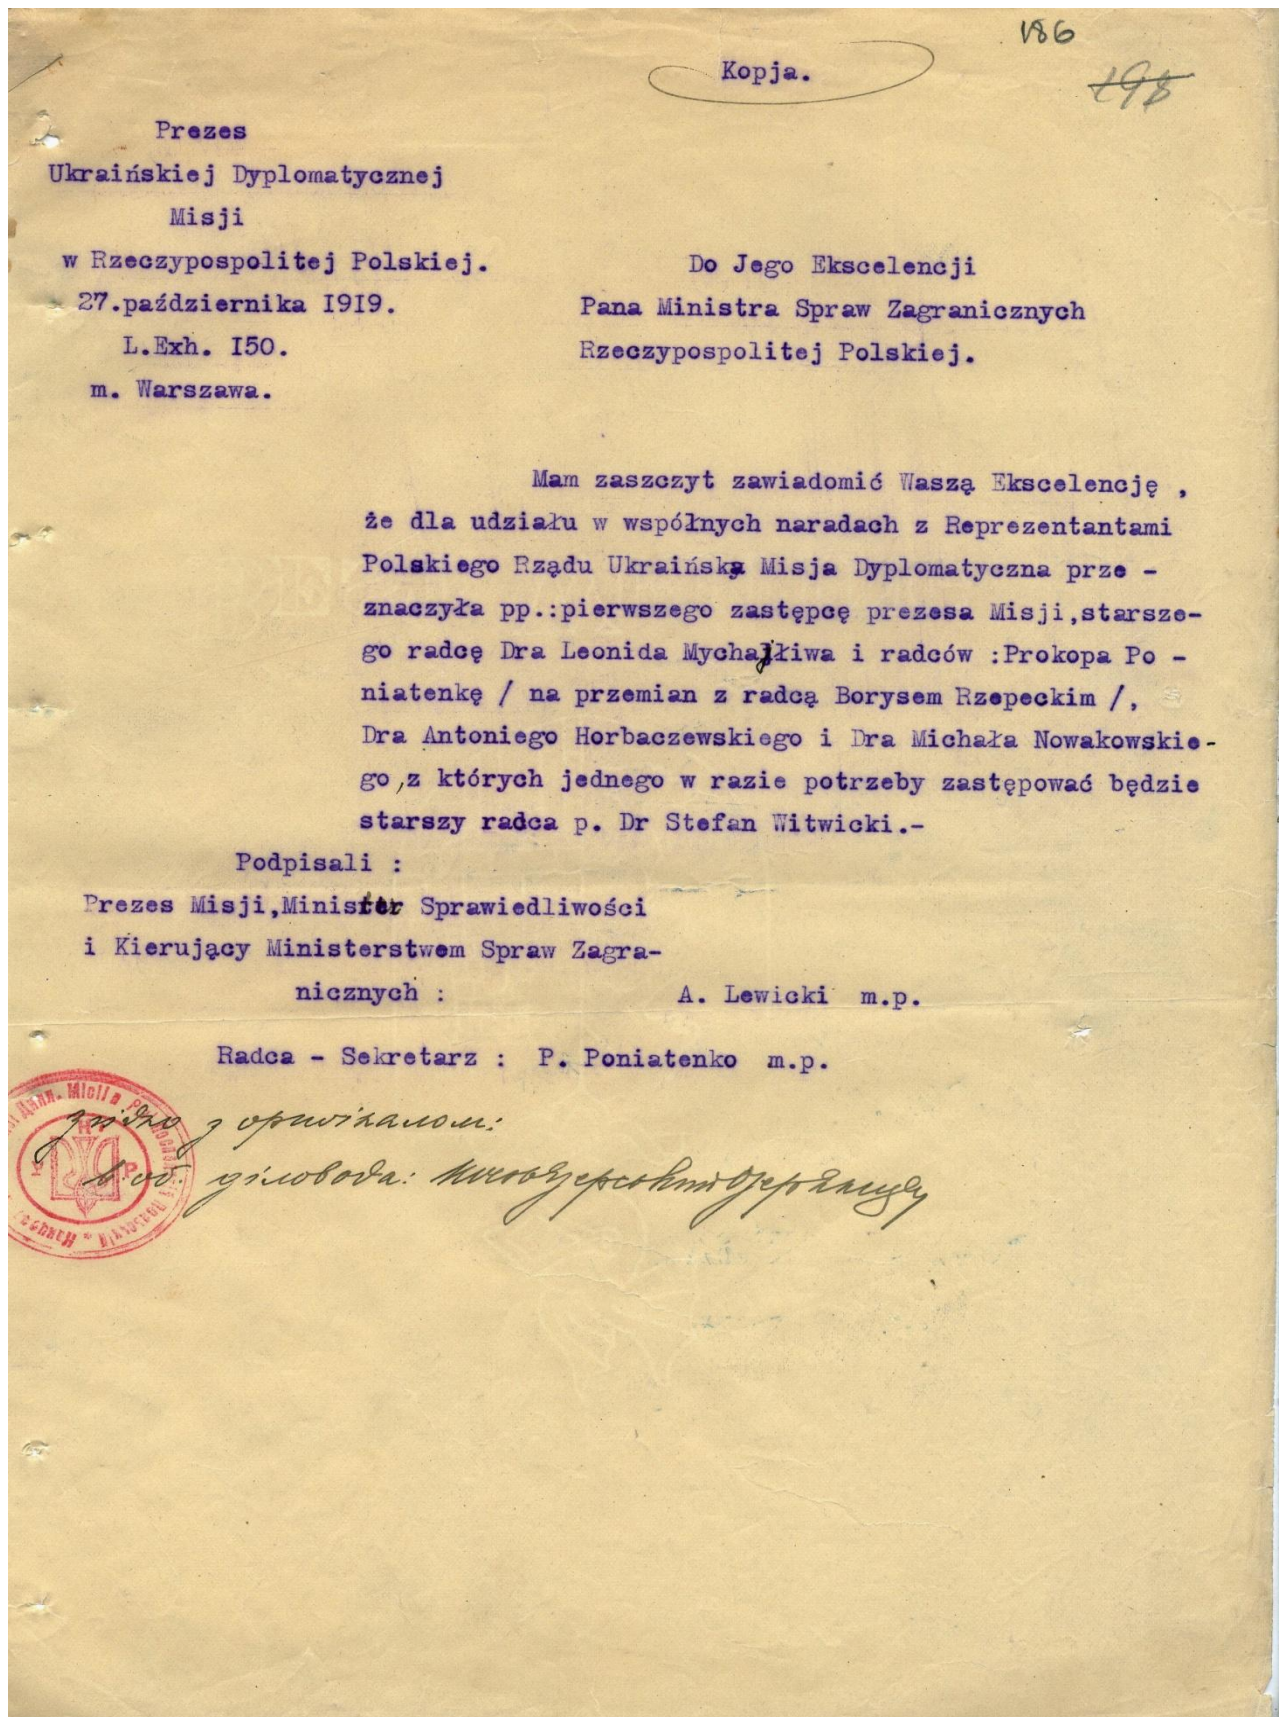 186
198
Kopja.
Prezes
Ukraińskiej Dyplomatycznej
Misji
w Rzeczypospolitej Polskiej.
27.października I9I9.
L.Exh. I50.
m. Warszawa.
Do Jego Ekscelencji
Pana Ministra Spraw Zagranicznych
Rzeczypospolitej Polskiej.
Mam zaszczyt zawiadomić Waszą Ekscelencję ,
że dla udziału w wspólnych naradach z Reprezentantami
Polskiego Rządu Ukraińska Misja Dyplomatyczna prze -
znaczyła pp.:pierwszego zastępcę prezesa Misji,starsze-
go radcę Dra Leonida Mychajłiwa i radców :Prokopa Po -
niatenkę / na przemian z radcą Borysem Rzepeckim /,
Dra Antoniego Horbaczewskiego i Dra Michała Nowakowskie-
go,z których jednego w razie potrzeby zastępować będzie
starszy radca p. Dr Stefan Witwicki.-
Podpisali :
Prezes Misji,Minister Sprawiedliwości
i Kierujący Ministerstwem Spraw Zagra-
nicznych : A. Lewicki m.p.
Radca - Sekretarz : P. Poniatenko m.p.
згідно з оригіналом:
діловода: